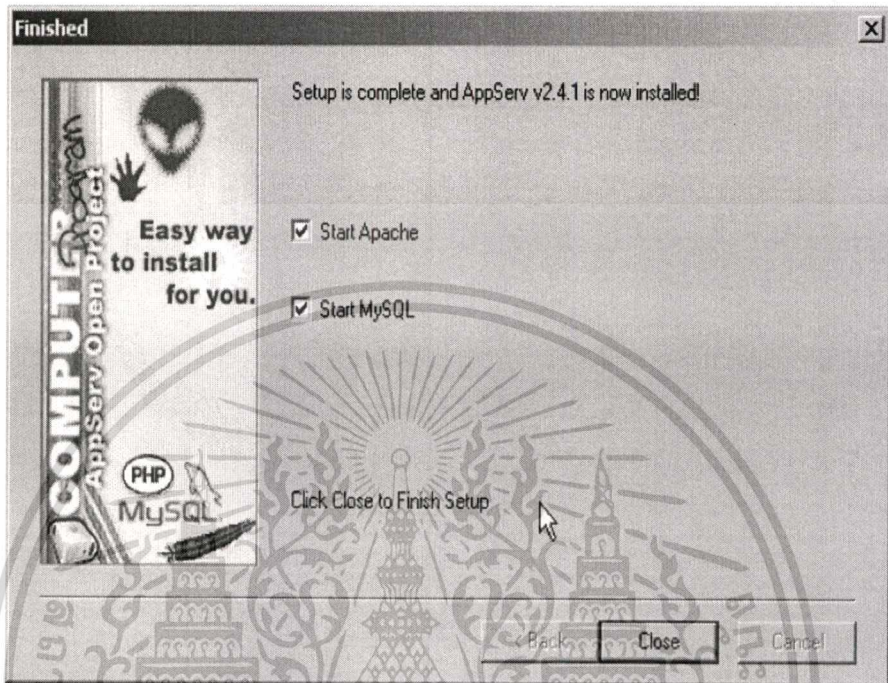 Finished
Setup is complete and AppServ v2.4.1 is now installed!
COMPUTER
Program
AppServ Open Project
Easy way
to install
for you.
Start Apache
Start MySQL
PHP
MySQL
Click Close to Finish Setup
< Back
Close
Cancel